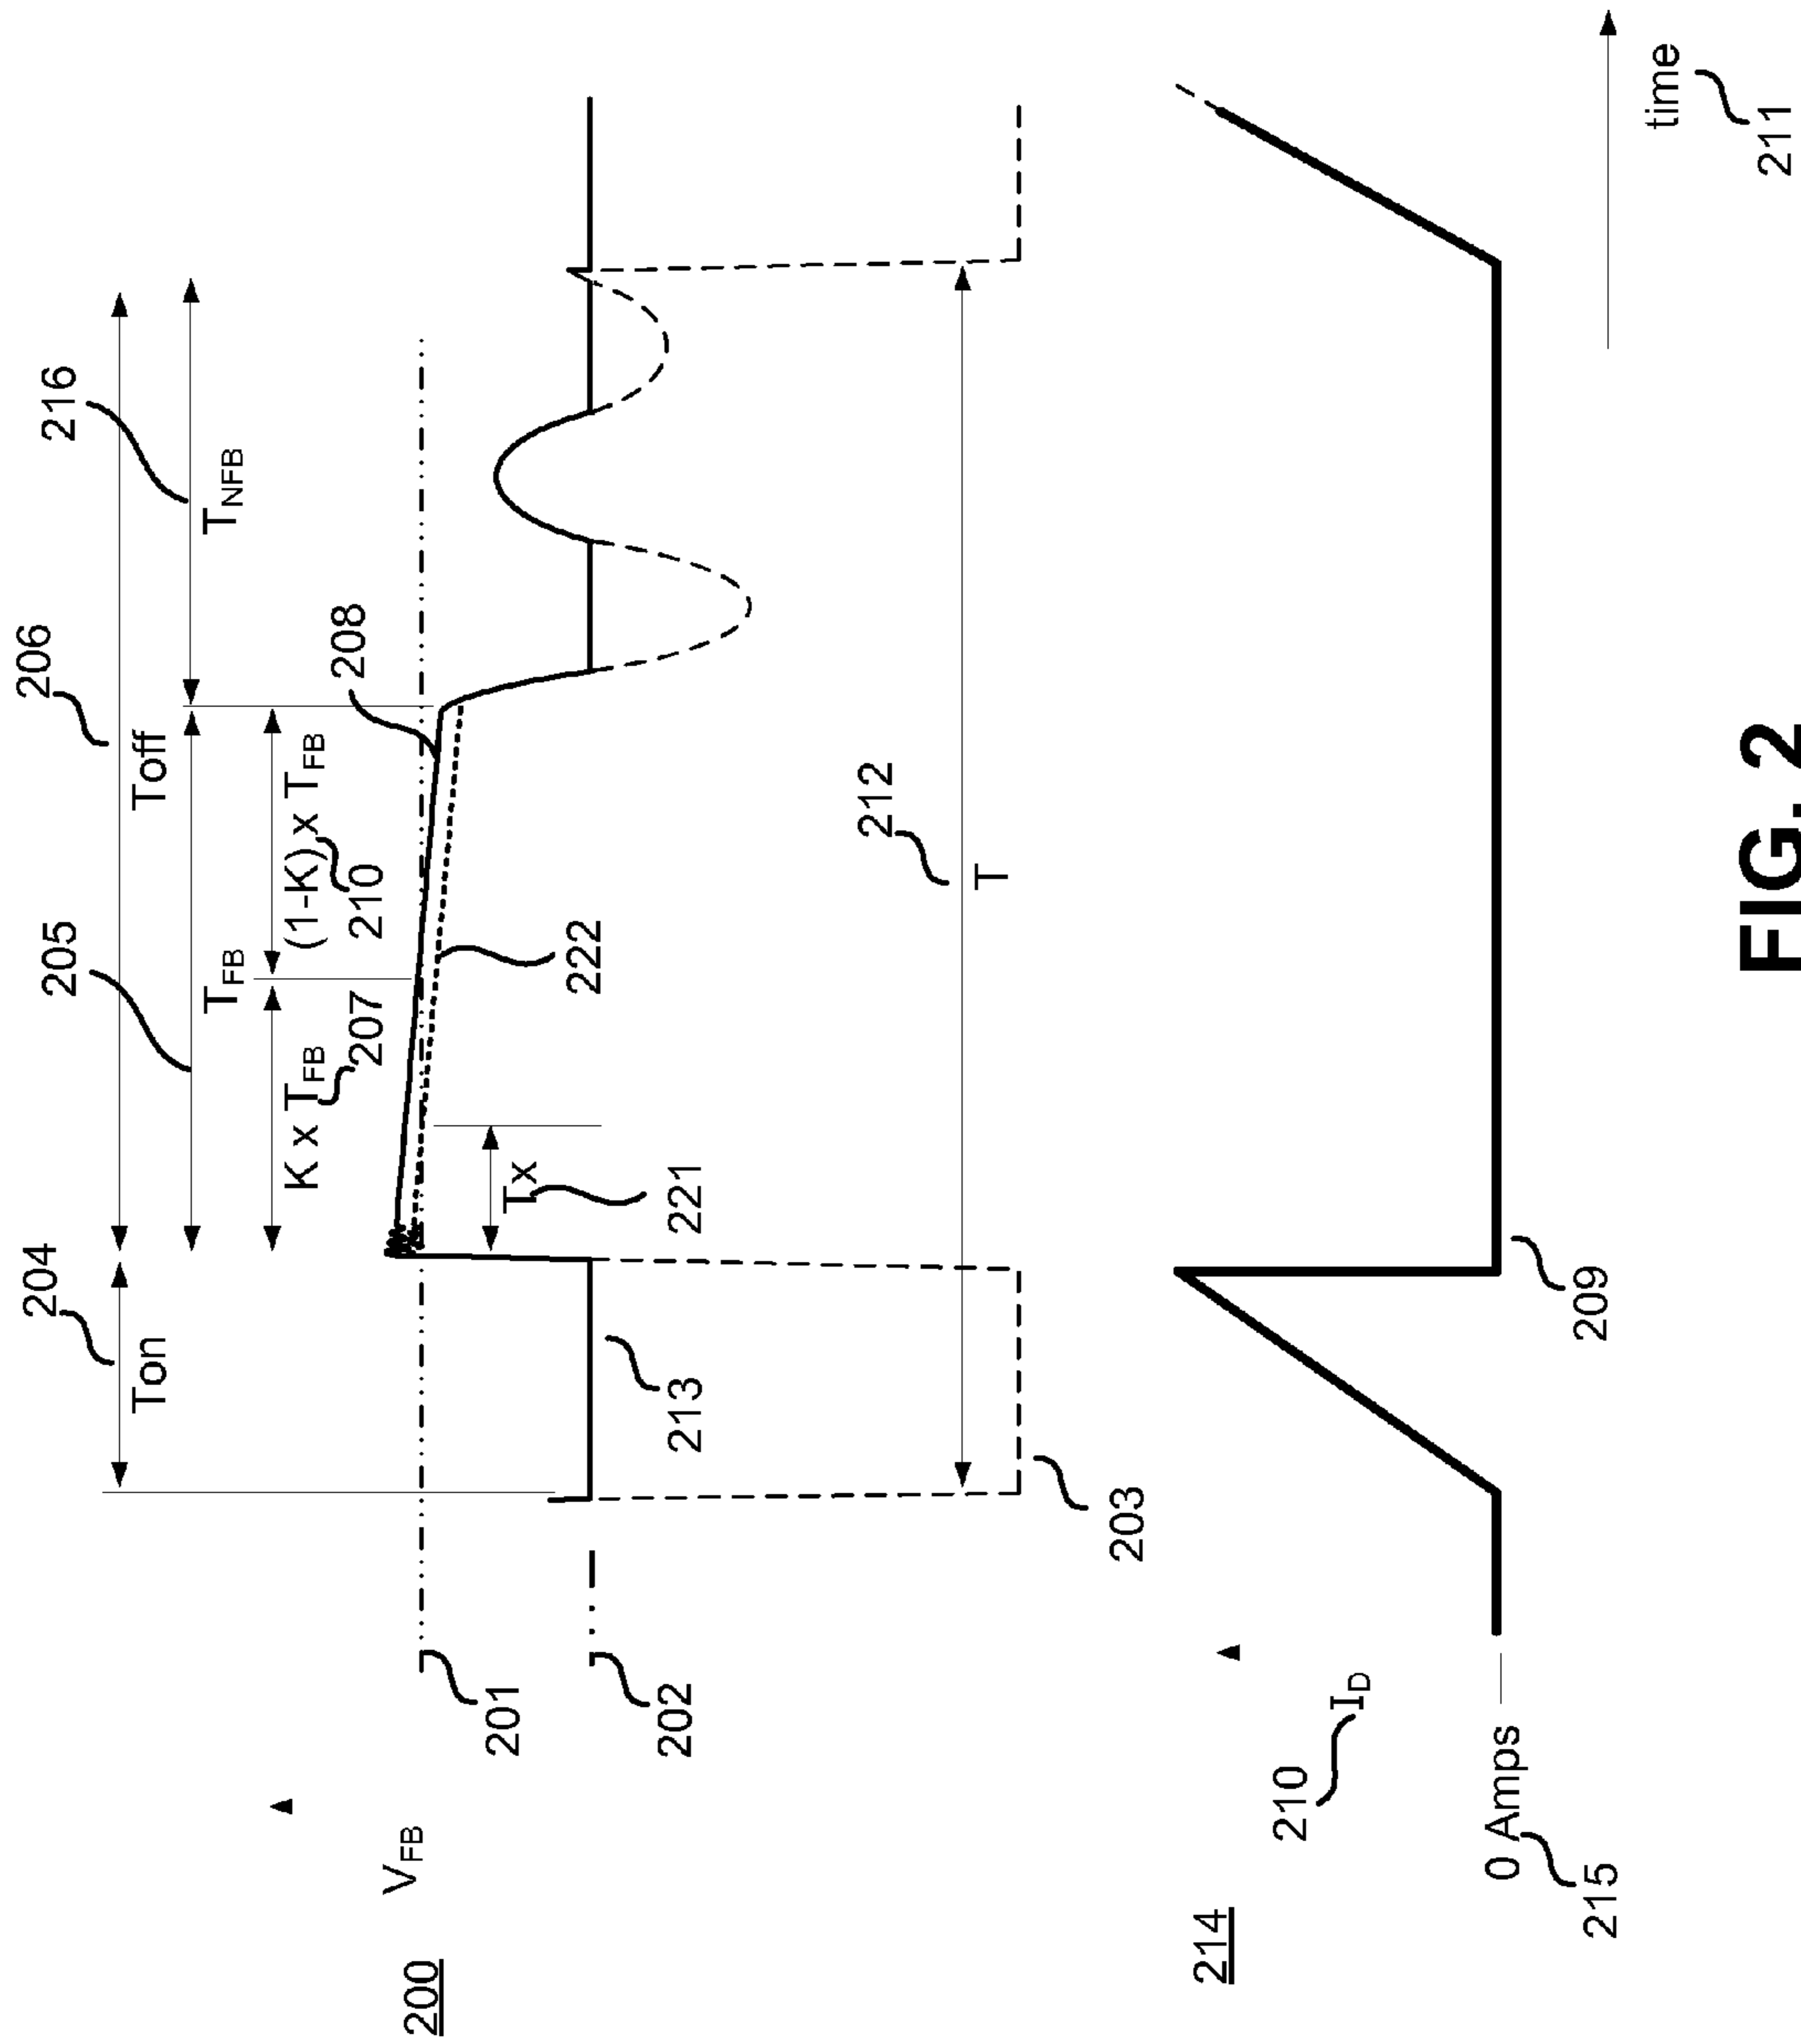 204
205
206
216
Ton
Toff
T_FB
T_NFB
K x T_FB
207
(1-K) x T_FB
210
208
V_FB
200
201
202
Tx
221
222
213
203
212
T
214
210
I_D
0 Amps
215
209
time
211
FIG. 2